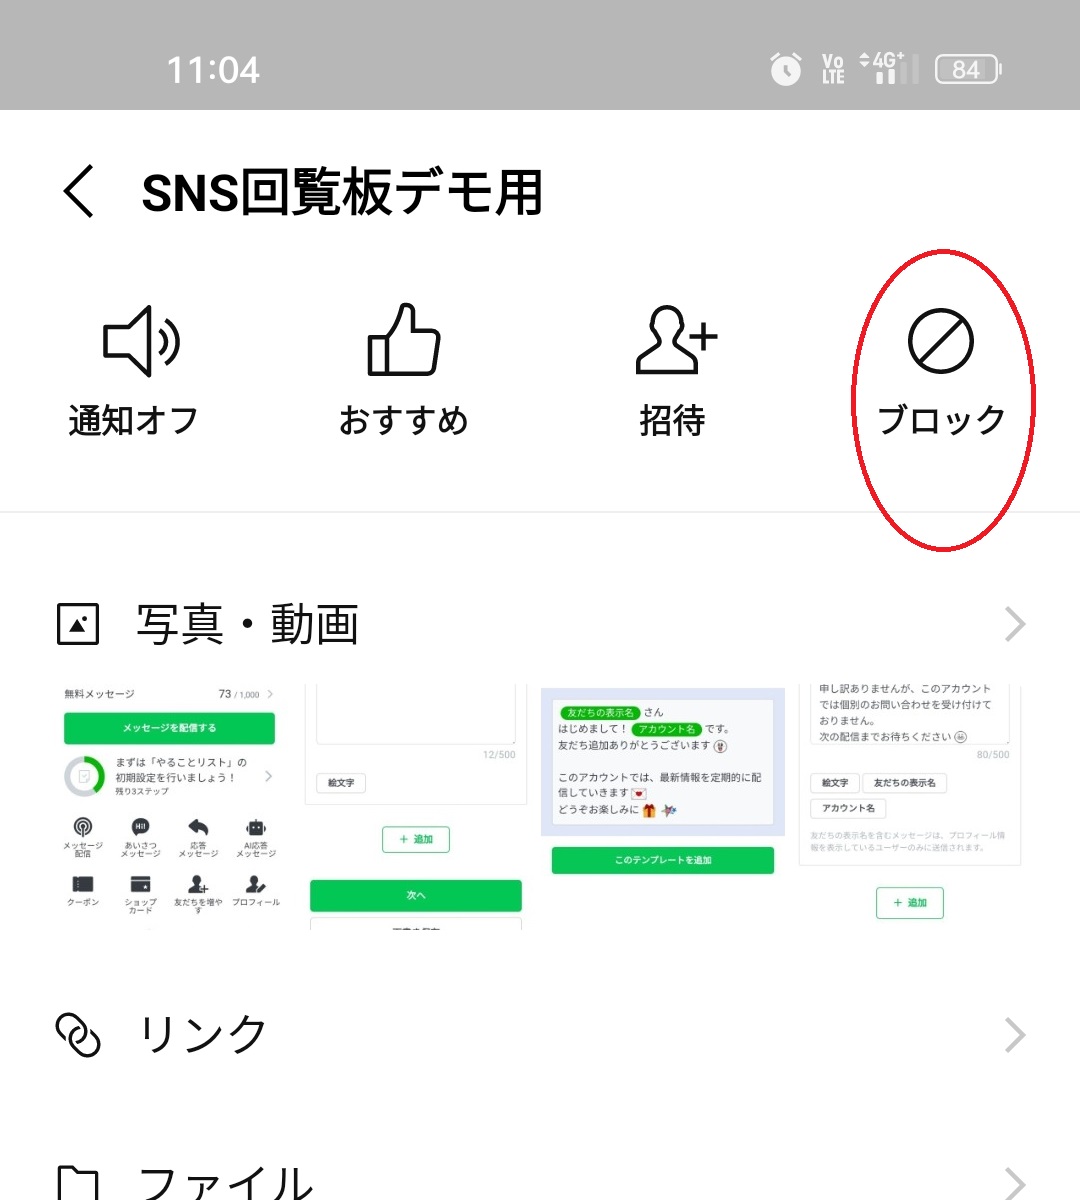 11:04
Vo LTE 4G+ 84
SNS回覧板デモ用
通知オフ
おすすめ
招待
ブロック
写真・動画
無料メッセージ 73 / 1,000
メッセージを配信する
まずは「やることリスト」の
初期設定を行いましょう！
残り3ステップ
メッセージ
配信
HI!
あいさつ
メッセージ
応答
メッセージ
AI応答
メッセージ
クーポン
ショップ
カード
友だちを増や
す
プロフィール
12/500
絵文字
+ 追加
次へ
友だちの表示名 さん
はじめまして！ アカウント名 です。
友だち追加ありがとうございます
このアカウントでは、最新情報を定期的に配
信していきます
どうぞお楽しみに
このテンプレートを追加
申し訳ありませんが、このアカウント
では個別のお問い合わせを受け付けて
おりません。
次の配信までお待ちください
80/500
絵文字
友だちの表示名
アカウント名
友だちの表示名を含むメッセージは、プロフィール情
報を表示しているユーザーのみに送信されます。
+ 追加
リンク
ファイル